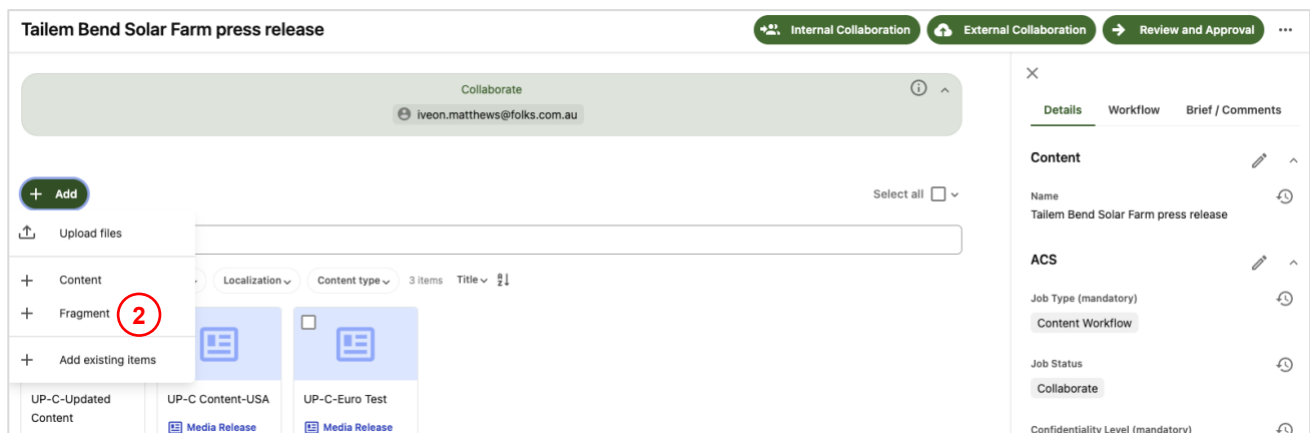 Tailem Bend Solar Farm press release
Internal Collaboration
External Collaboration
Review and Approval
Collaborate
iveon.matthews@folks.com.au
Add
Select all
Upload files
Content
Fragment
2
Add existing items
Localization
Content type
3 items
Title
UP-C-Updated
Content
UP-C Content-USA
Media Release
UP-C-Euro Test
Media Release
Details
Workflow
Brief / Comments
Content
Name
Tailem Bend Solar Farm press release
ACS
Job Type (mandatory)
Content Workflow
Job Status
Collaborate
Confidentiality Level (mandatory)